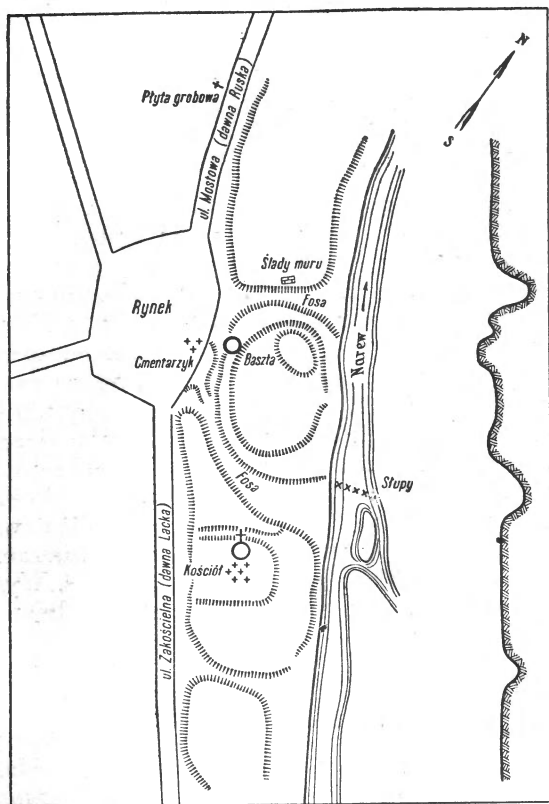 N
S
Płyta grobowa
ul. Mostowa (dawna Ruska)
Ślady muru
Fosa
Rynek
Narew
Cmentarzyk
Baszta
Fosa
Słupy
Kościół
ul. Zakościelna (dawna Lacka)